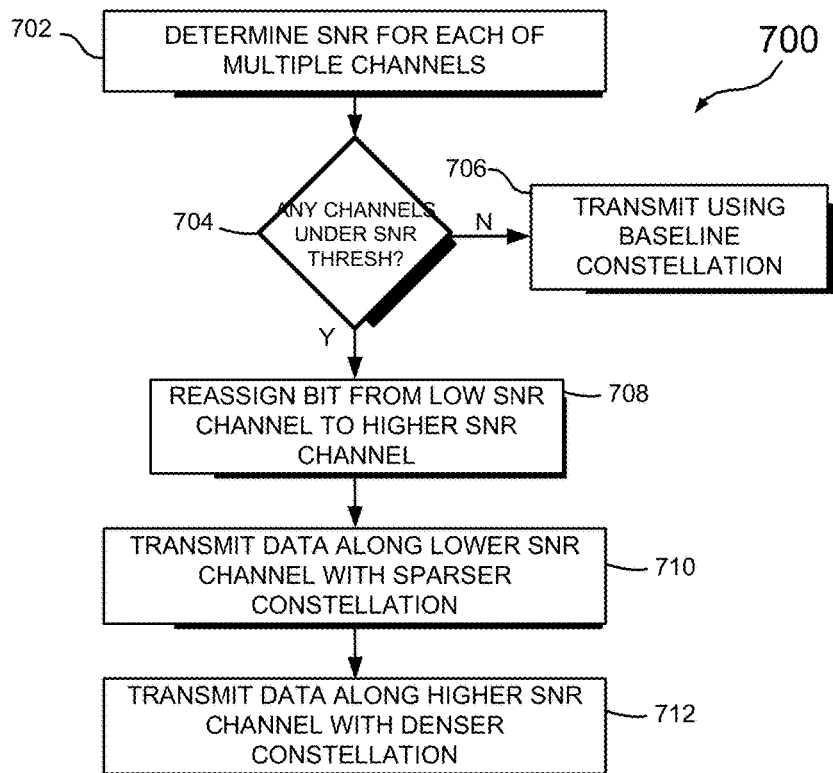 702
DETERMINE SNR FOR EACH OF
MULTIPLE CHANNELS
700
704
ANY CHANNELS
UNDER SNR
THRESH?
N
706
TRANSMIT USING
BASELINE
CONSTELLATION
Y
REASSIGN BIT FROM LOW SNR
CHANNEL TO HIGHER SNR
CHANNEL
708
TRANSMIT DATA ALONG LOWER SNR
CHANNEL WITH SPARSER
CONSTELLATION
710
TRANSMIT DATA ALONG HIGHER SNR
CHANNEL WITH DENSER
CONSTELLATION
712